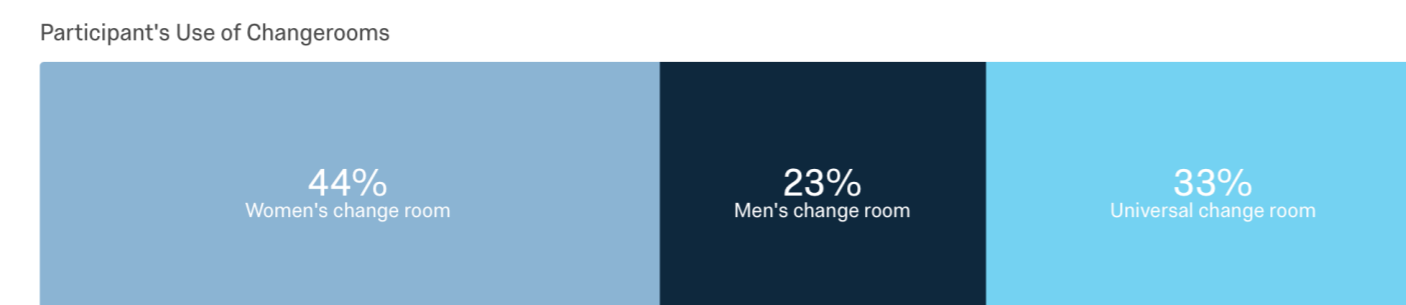 Participant's Use of Changerooms
44%
Women's change room
23%
Men's change room
33%
Universal change room